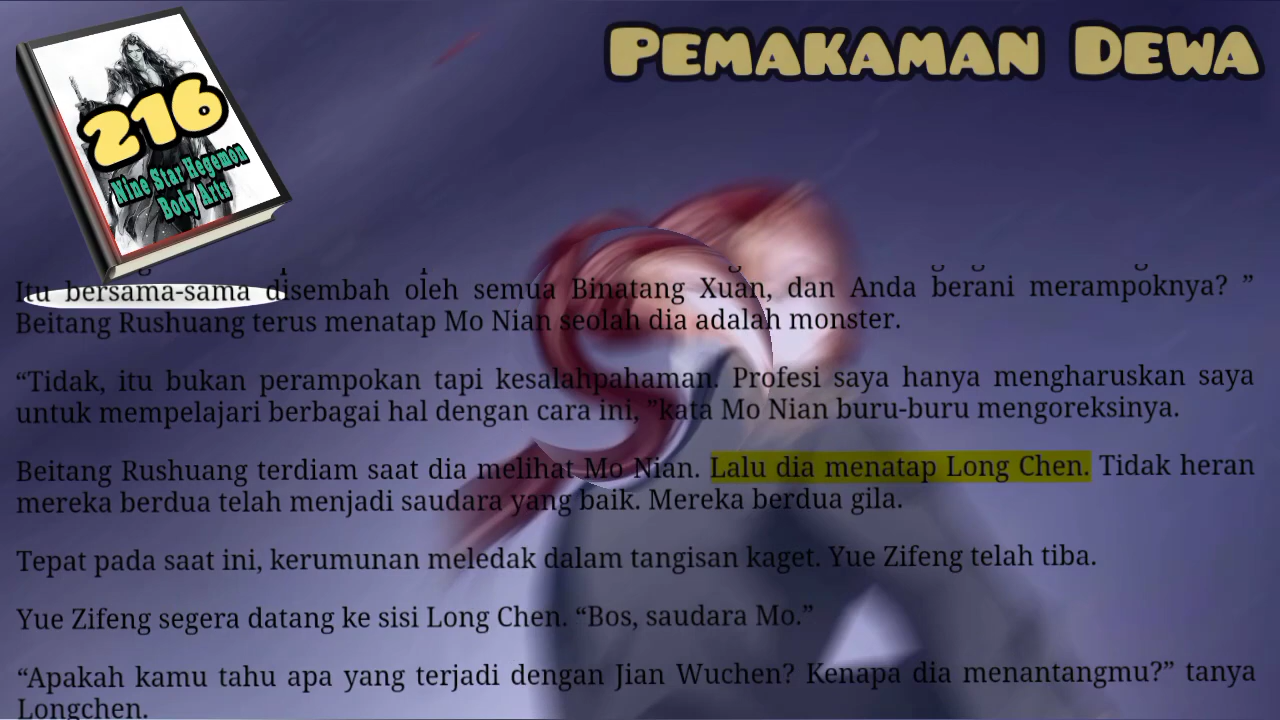 PEMAKAMAN DEWA
216
Nine Star Hegemon
Body Arts
Itu bersama-sama disembah oleh semua Binatang Xuan, dan Anda berani merampoknya? ”
Beitang Rushuang terus menatap Mo Nian seolah dia adalah monster.
“Tidak, itu bukan perampokan tapi kesalahpahaman. Profesi saya hanya mengharuskan saya
untuk mempelajari berbagai hal dengan cara ini, ”kata Mo Nian buru-buru mengoreksinya.
Beitang Rushuang terdiam saat dia melihat Mo Nian. Lalu dia menatap Long Chen. Tidak heran
mereka berdua telah menjadi saudara yang baik. Mereka berdua gila.
Tepat pada saat ini, kerumunan meledak dalam tangisan kaget. Yue Zifeng telah tiba.
Yue Zifeng segera datang ke sisi Long Chen. “Bos, saudara Mo.”
“Apakah kamu tahu apa yang terjadi dengan Jian Wuchen? Kenapa dia menantangmu?” tanya
Longchen.